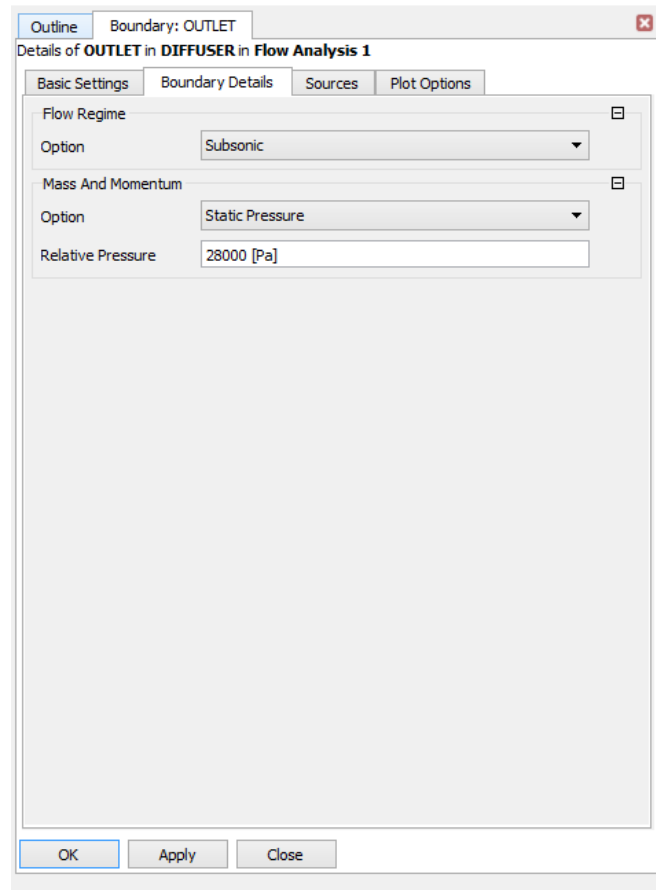 Outline Boundary: OUTLET
Details of OUTLET in DIFFUSER in Flow Analysis 1
Basic Settings Boundary Details Sources Plot Options
Flow Regime
Option Subsonic
Mass And Momentum
Option Static Pressure
Relative Pressure 28000 [Pa]
OK Apply Close